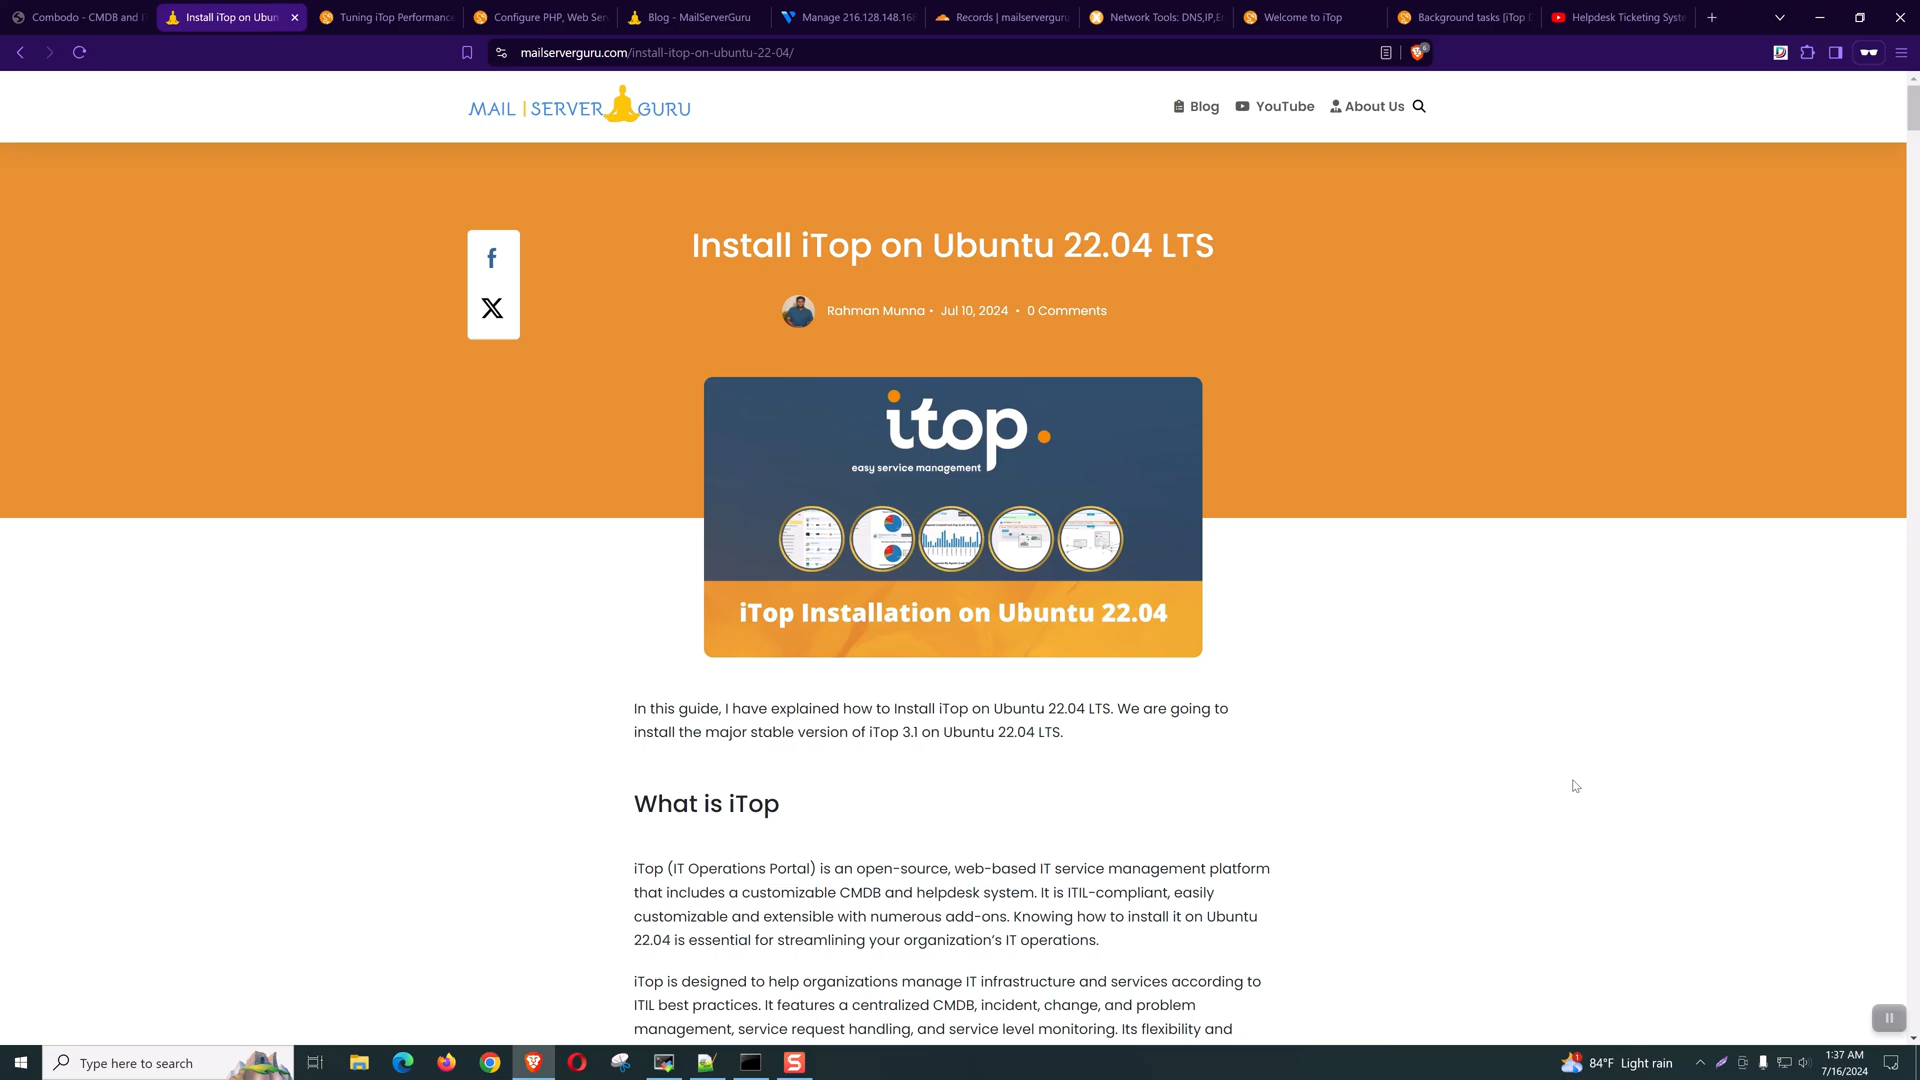 Combodo - CMDB and I
Install iTop on Ubun
Tuning iTop Performance
Configure PHP, Web Ser
Blog - MailServerGuru
Manage 216.128.148.16
Records | mailserverguru
Network Tools: DNS,IP,E
Welcome to iTop
Background tasks [iTop
Helpdesk Ticketing Syste
mailserverguru.com/install-itop-on-ubuntu-22-04/
MAIL | SERVER GURU
Blog
YouTube
About Us
Install iTop on Ubuntu 22.04 LTS
Rahman Munna • Jul 10, 2024 • 0 Comments
itop
easy service management
iTop Installation on Ubuntu 22.04
In this guide, I have explained how to Install iTop on Ubuntu 22.04 LTS. We are going to
install the major stable version of iTop 3.1 on Ubuntu 22.04 LTS.
What is iTop
iTop (IT Operations Portal) is an open-source, web-based IT service management platform
that includes a customizable CMDB and helpdesk system. It is ITIL-compliant, easily
customizable and extensible with numerous add-ons. Knowing how to install it on Ubuntu
22.04 is essential for streamlining your organization's IT operations.
iTop is designed to help organizations manage IT infrastructure and services according to
ITIL best practices. It features a centralized CMDB, incident, change, and problem
management, service request handling, and service level monitoring. Its flexibility and
Type here to search
84°F Light rain
1:37 AM
7/16/2024